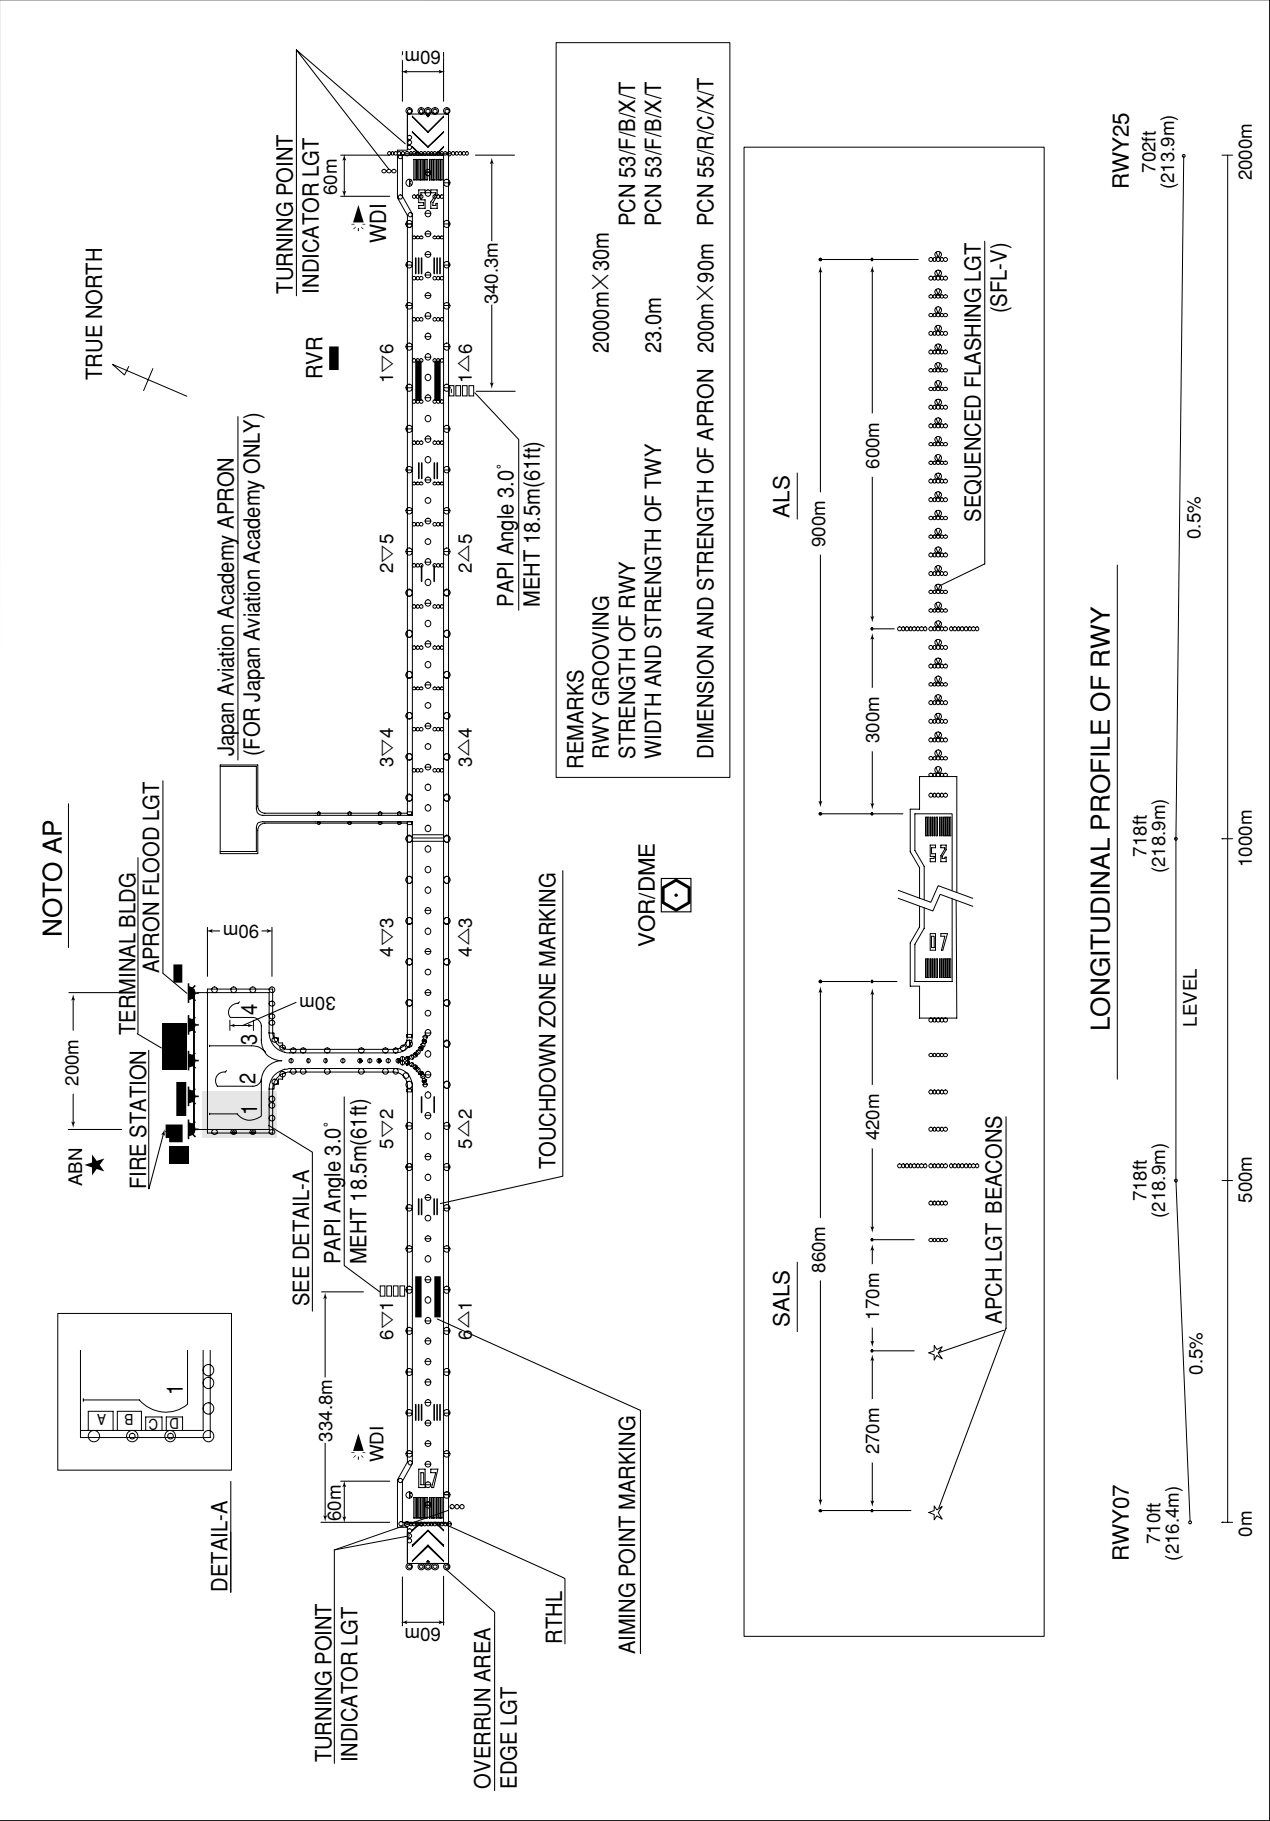 NOTO AP
TRUE NORTH
Japan Aviation Academy APRON
(FOR Japan Aviation Academy ONLY)
TERMINAL BLDG
APRON FLOOD LGT
FIRE STATION
ABN
200m
90m
30m
1
2
3
4
SEE DETAIL-A
DETAIL-A
A
B
C
D
1
PAPI Angle 3.0°
MEHT 18.5m(61ft)
334.8m
60m
WDI
TURNING POINT
INDICATOR LGT
60m
OVERRUN AREA
EDGE LGT
RTHL
AIMING POINT MARKING
TOUCHDOWN ZONE MARKING
07
6▽1
5▽2
4▽3
3▽4
2▽5
1▽6
6△1
5△2
4△3
3△4
2△5
1△6
25
RVR
WDI
TURNING POINT
INDICATOR LGT
60m
60m
340.3m
PAPI Angle 3.0°
MEHT 18.5m(61ft)
VOR/DME
REMARKS
RWY GROOVING 2000m×30m
STRENGTH OF RWY PCN 53/F/B/X/T
WIDTH AND STRENGTH OF TWY 23.0m PCN 53/F/B/X/T
DIMENSION AND STRENGTH OF APRON 200m×90m PCN 55/R/C/X/T
SALS
860m
270m
170m
420m
APCH LGT BEACONS
07
25
ALS
900m
300m
600m
SEQUENCED FLASHING LGT
(SFL-V)
LONGITUDINAL PROFILE OF RWY
RWY07
710ft
(216.4m)
718ft
(218.9m)
718ft
(218.9m)
RWY25
702ft
(213.9m)
0.5%
LEVEL
0.5%
0m
500m
1000m
2000m